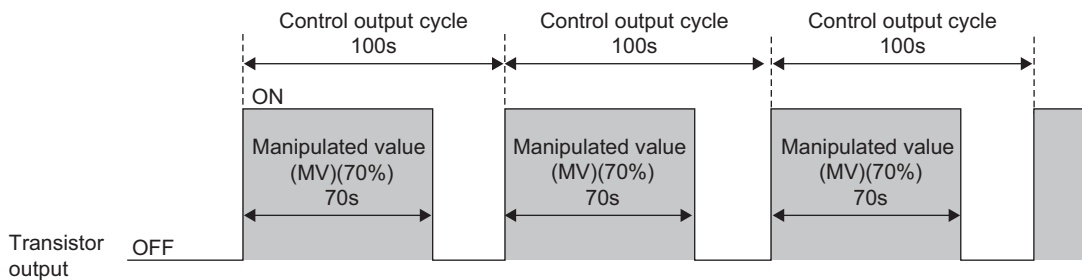 Control output cycle
100s
Control output cycle
100s
Control output cycle
100s
ON
Manipulated value
(MV)(70%)
70s
Manipulated value
(MV)(70%)
70s
Manipulated value
(MV)(70%)
70s
Transistor
output
OFF